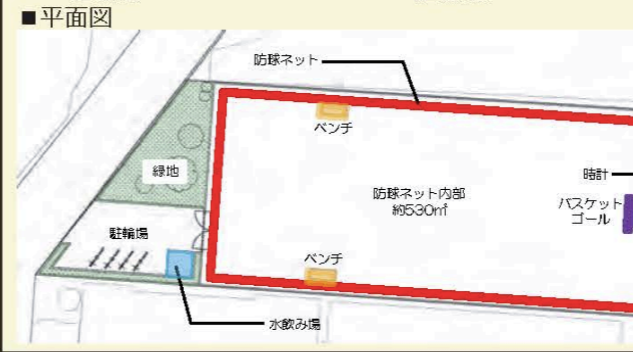 ■平面図
防球ネット
ベンチ
緑地
時計
防球ネット内部
約530㎡
バスケット
ゴール
駐輪場
ベンチ
水飲み場